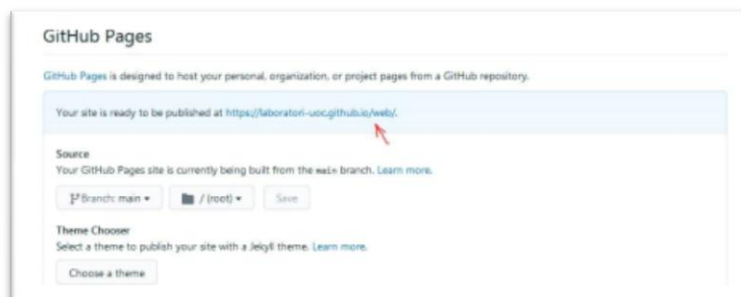 GitHub Pages
GitHub Pages is designed to host your personal, organization, or project pages from a GitHub repository.
Your site is ready to be published at https://laboratori-uoc.github.io/web/.
Source
Your GitHub Pages site is currently being built from the main branch. Learn more.
Branch: main / (root) Save
Theme Chooser
Select a theme to publish your site with a Jekyll theme. Learn more.
Choose a theme